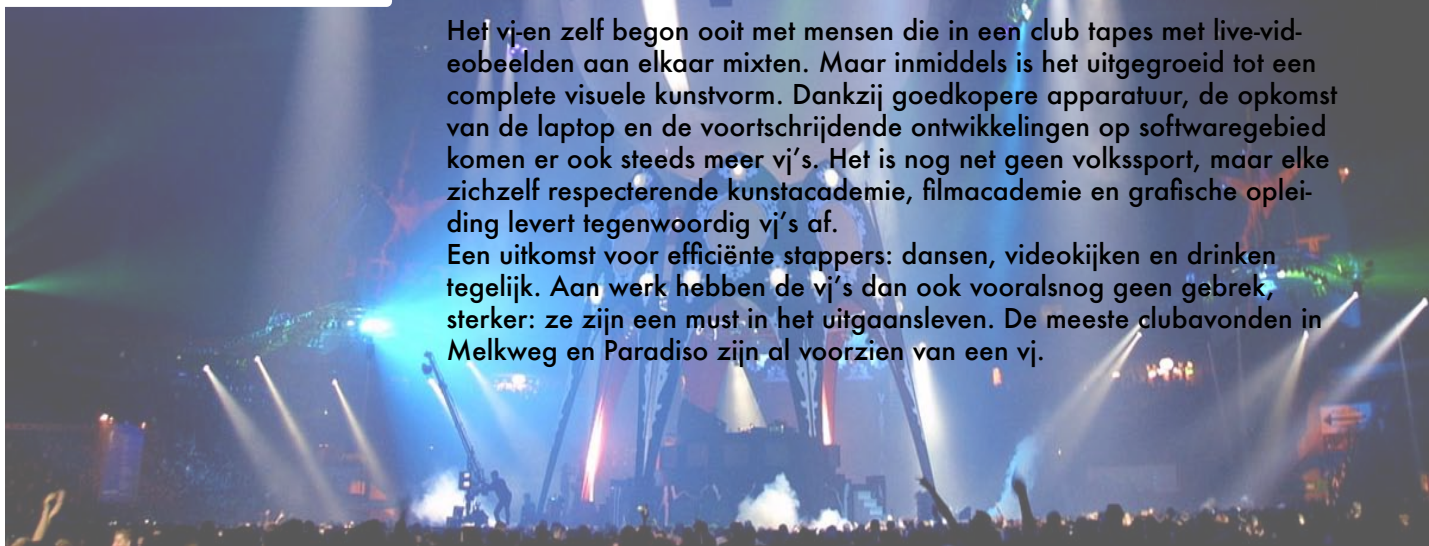 Het vj-en zelf begon ooit met mensen die in een club tapes met live-vid-
eobeelden aan elkaar mixten. Maar inmiddels is het uitgegroeid tot een
complete visuele kunstvorm. Dankzij goedkopere apparatuur, de opkomst
van de laptop en de voortschrijdende ontwikkelingen op softwaregebied
komen er ook steeds meer vj’s. Het is nog net geen volkssport, maar elke
zichzelf respecterende kunstacademie, filmacademie en grafische oplei-
ding levert tegenwoordig vj’s af.
Een uitkomst voor efficiënte stappers: dansen, videokijken en drinken
tegelijk. Aan werk hebben de vj’s dan ook vooralsnog geen gebrek,
sterker: ze zijn een must in het uitgaansleven. De meeste clubavonden in
Melkweg en Paradiso zijn al voorzien van een vj.